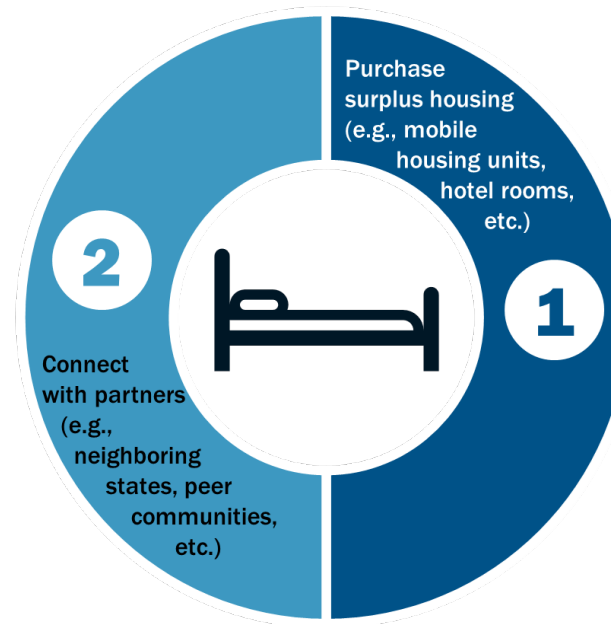 Purchase
surplus housing
(e.g., mobile
housing units,
hotel rooms,
etc.)
1
2
Connect
with partners
(e.g.,
neighboring
states, peer
communities,
etc.)